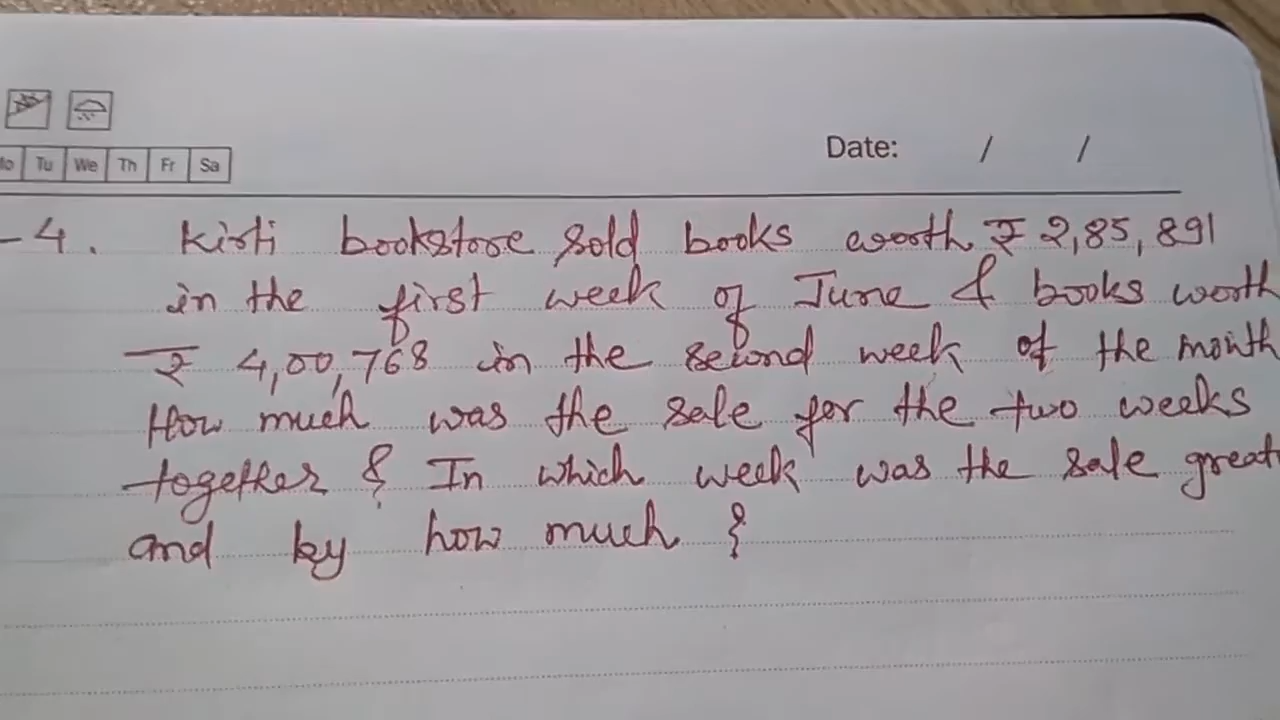 Mo Tu We Th Fr Sa
Date: / /
-4. Kirti bookstore sold books worth ₹ 2,85,891
in the first week of June & books worth
₹ 4,00,768 in the second week of the month
How much was the sale for the two weeks
together ? In which week was the sale great
and by how much ?